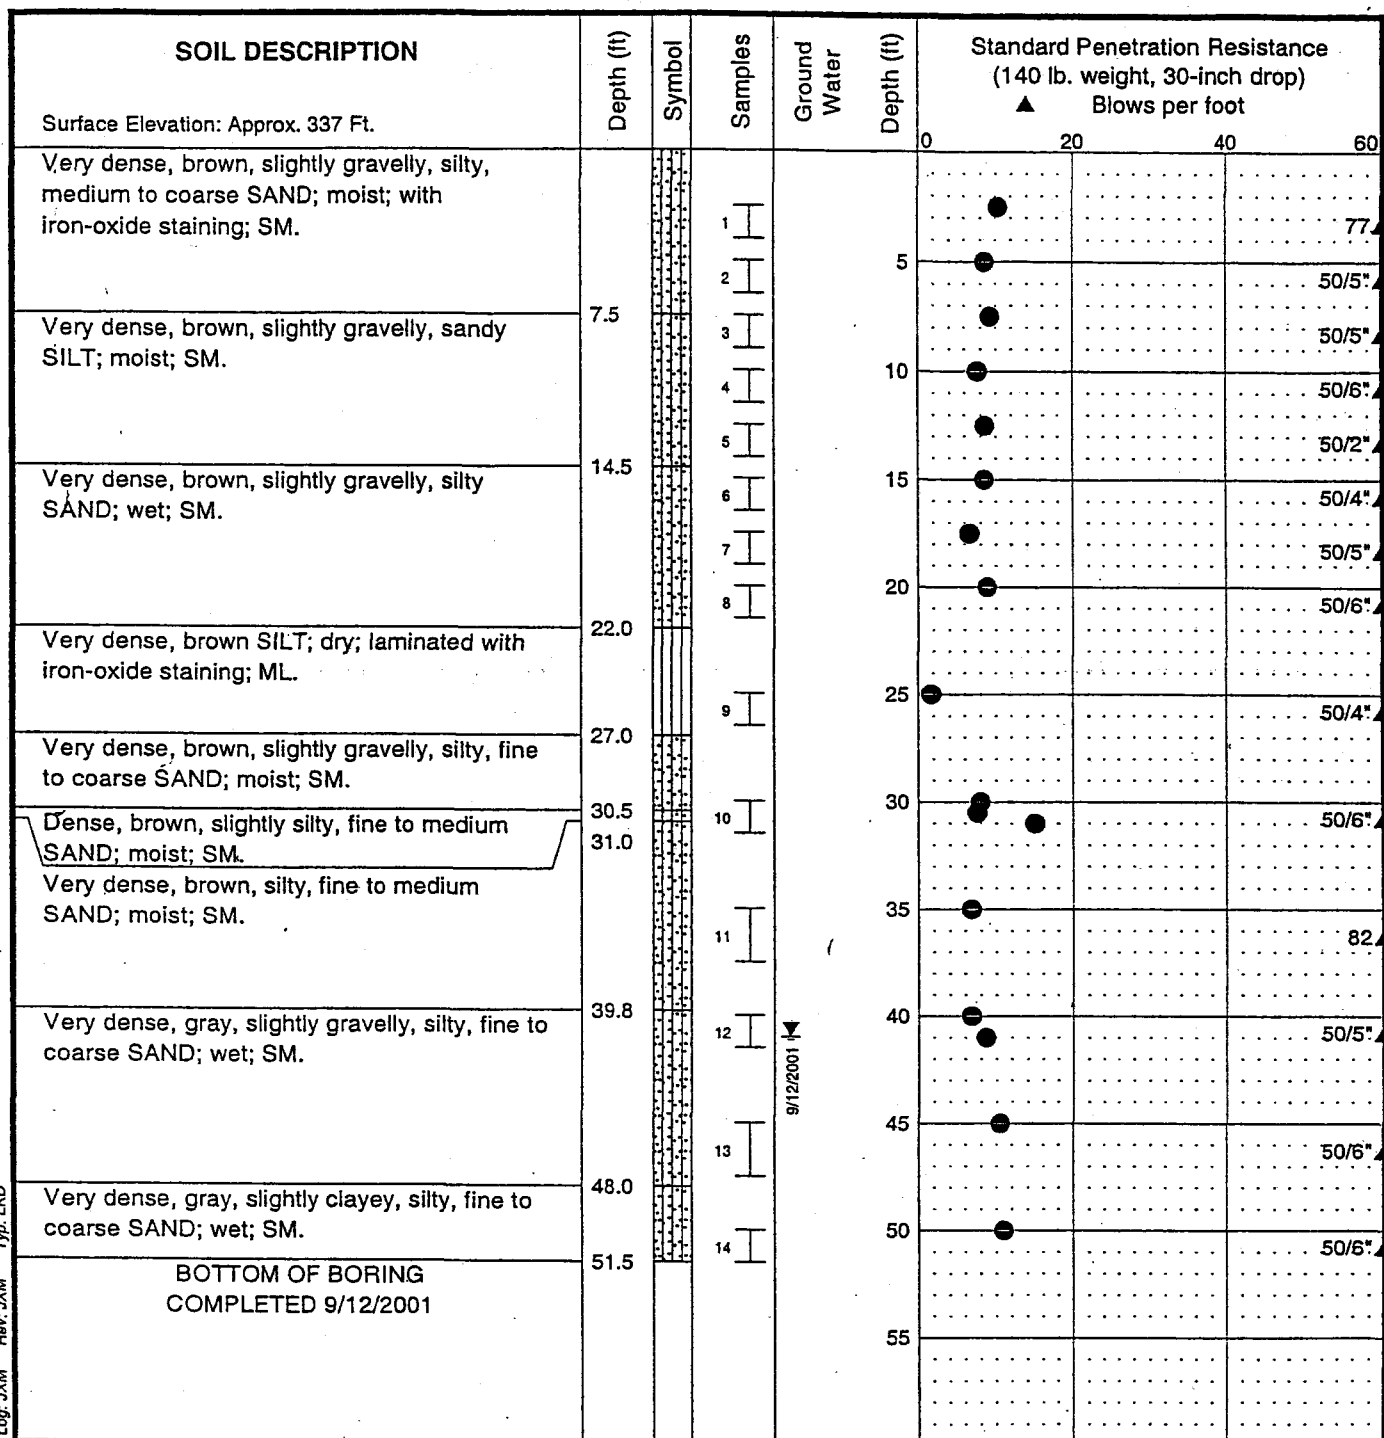 SOIL DESCRIPTION
Surface Elevation: Approx. 337 Ft.
Depth (ft)
Symbol
Samples
Ground
Water
Depth (ft)
Standard Penetration Resistance
(140 lb. weight, 30-inch drop)
▲ Blows per foot
0 20 40 60
Very dense, brown, slightly gravelly, silty,
medium to coarse SAND; moist; with
iron-oxide staining; SM.
1
77
5
2
50/5"
7.5
Very dense, brown, slightly gravelly, sandy
SILT; moist; SM.
3
50/5"
10
4
50/6"
5
50/2"
14.5
Very dense, brown, slightly gravelly, silty
SAND; wet; SM.
15
6
50/4"
7
50/5"
20
8
50/6"
22.0
Very dense, brown SILT; dry; laminated with
iron-oxide staining; ML.
25
9
50/4"
27.0
Very dense, brown, slightly gravelly, silty, fine
to coarse SAND; moist; SM.
30
30.5
10
50/6"
Dense, brown, slightly silty, fine to medium
SAND; moist; SM.
31.0
Very dense, brown, silty, fine to medium
SAND; moist; SM.
35
11
82
39.8
Very dense, gray, slightly gravelly, silty, fine to
coarse SAND; wet; SM.
40
12
9/12/2001
50/5"
45
13
50/6"
48.0
Very dense, gray, slightly clayey, silty, fine to
coarse SAND; wet; SM.
50
14
50/6"
51.5
BOTTOM OF BORING
COMPLETED 9/12/2001
55
Log: JXM Rev: JXM Typ: LKD